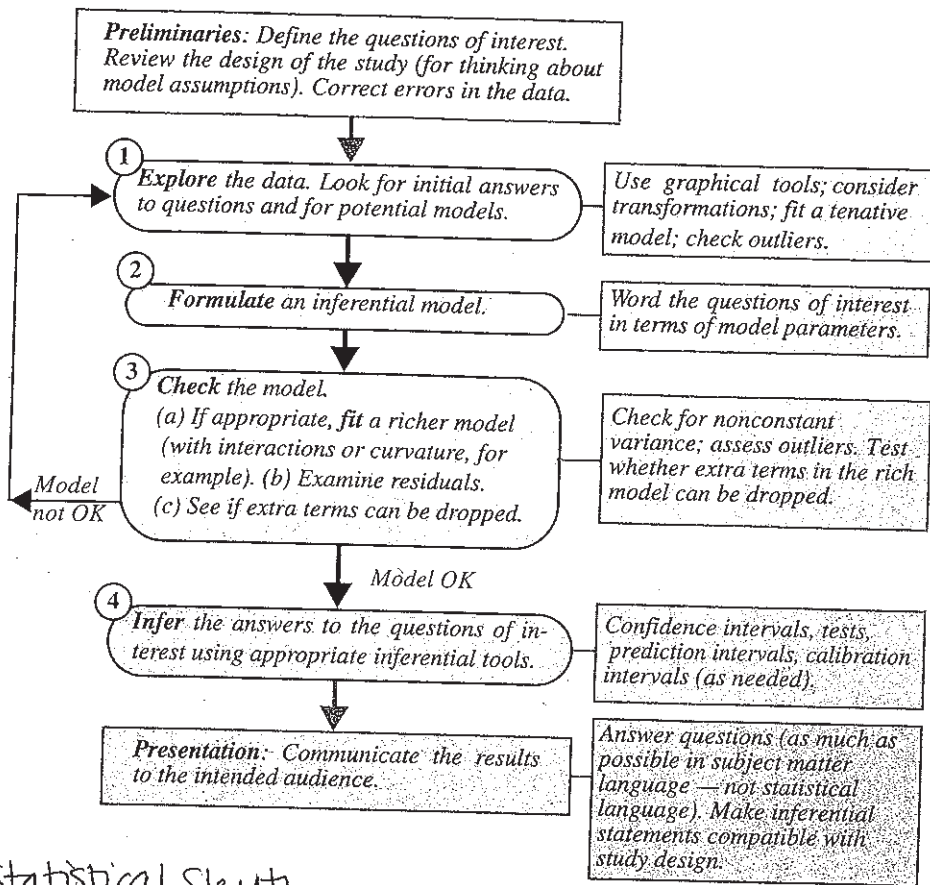 Preliminaries: Define the questions of interest.
Review the design of the study (for thinking about
model assumptions). Correct errors in the data.
1
Explore the data. Look for initial answers
to questions and for potential models.
Use graphical tools; consider
transformations; fit a tenative
model; check outliers.
2
Formulate an inferential model.
Word the questions of interest
in terms of model parameters.
3
Check the model.
(a) If appropriate, fit a richer model
(with interactions or curvature, for
example). (b) Examine residuals.
(c) See if extra terms can be dropped.
Check for nonconstant
variance; assess outliers. Test
whether extra terms in the rich
model can be dropped.
Model
not OK
Model OK
4
Infer the answers to the questions of in-
terest using appropriate inferential tools.
Confidence intervals, tests,
prediction intervals, calibration
intervals (as needed).
Presentation: Communicate the results
to the intended audience.
Answer questions (as much as
possible in subject matter
language — not statistical
language). Make inferential
statements compatible with
study design.
Statistical